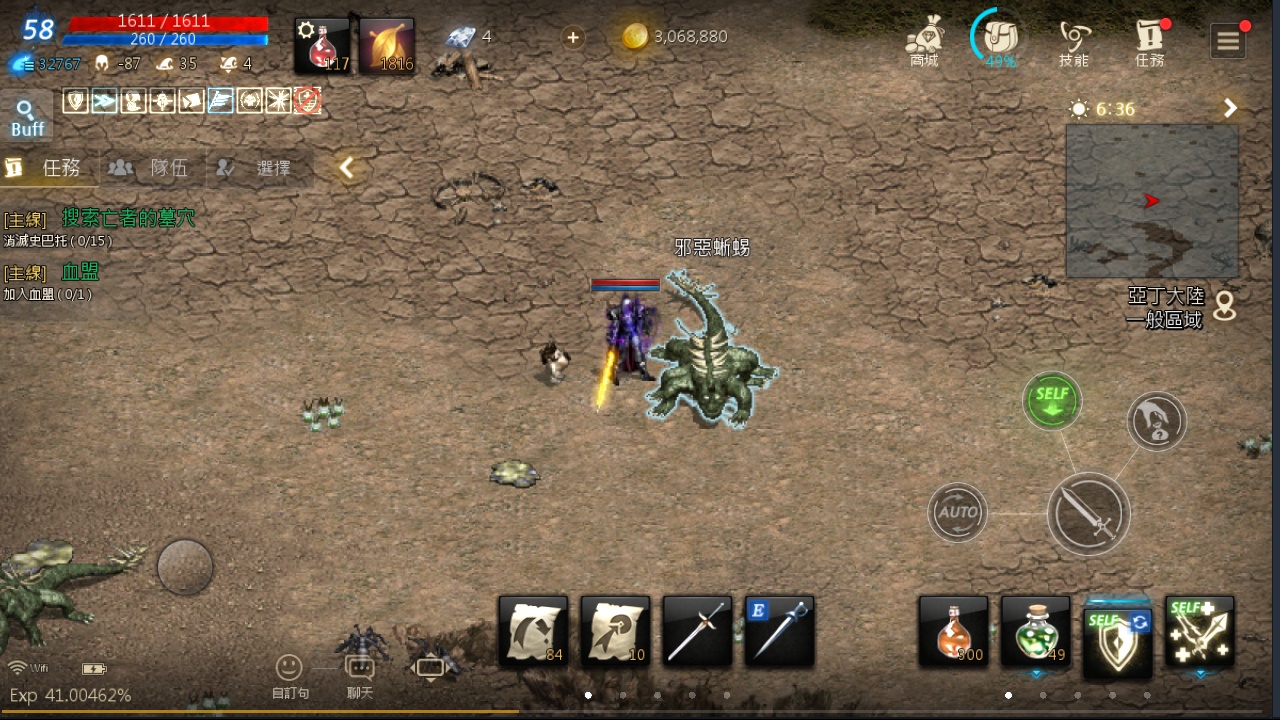 58
1611 / 1611
260 / 260
32767
-87
35
4
117
1816
4
3,068,880
商城
49%
技能
任務
Buff
6:36
任務
隊伍
選擇
[主線] 搜索亡者的墓穴
消滅史巴托 ( 0/15 )
[主線] 血盟
加入血盟 ( 0/1 )
邪惡蜥蜴
亞丁大陸
一般區域
SELF
AUTO
84
10
E
300
49
SELF
SELF
Wifi
自訂句
聊天
Exp 41.00462%